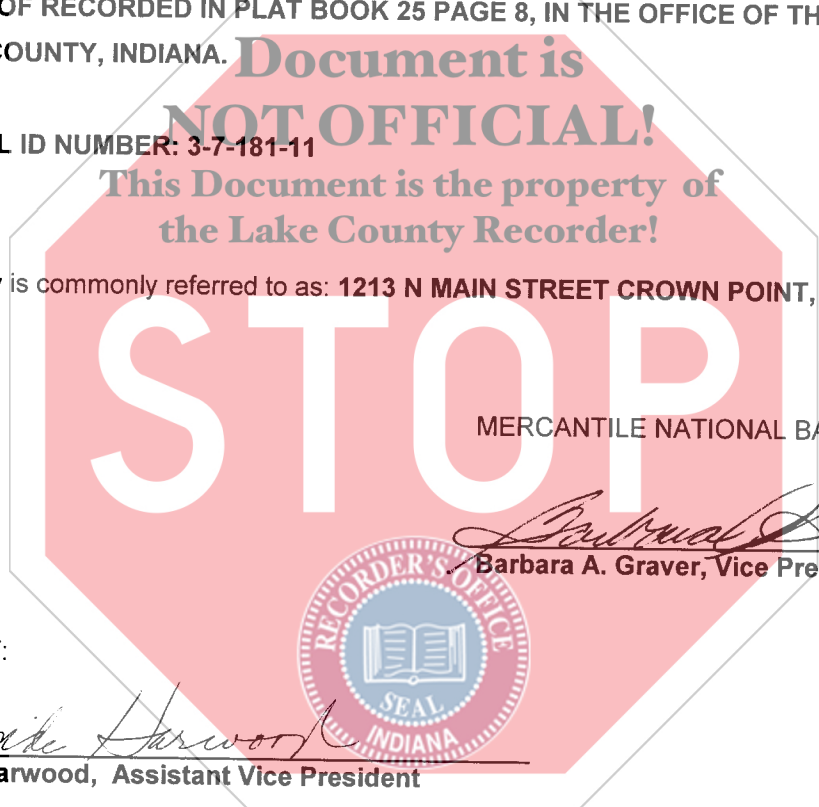 OF RECORDED IN PLAT BOOK 25 PAGE 8, IN THE OFFICE OF TH
COUNTY, INDIANA.
Document is
NOT OFFICIAL!
L ID NUMBER: 3-7-181-11
This Document is the property of
the Lake County Recorder!
is commonly referred to as: 1213 N MAIN STREET CROWN POINT,
STOP
MERCANTILE NATIONAL BA
Barbara A. Graver, Vice Pre
RECORDER'S OFFICE
SEAL
INDIANA
Harwood
arwood, Assistant Vice President